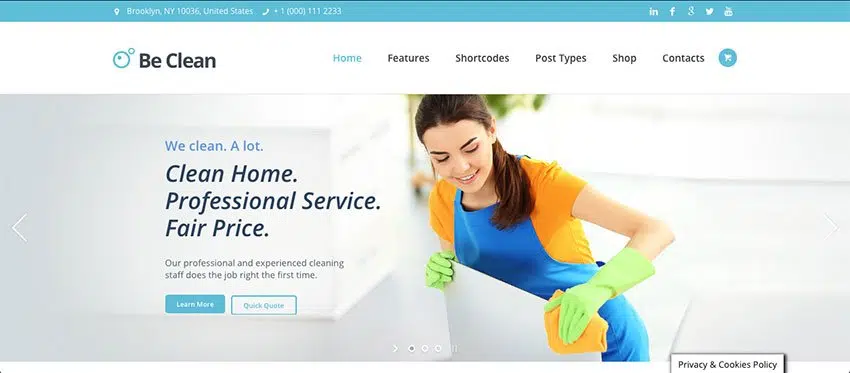 Brooklyn, NY 10036, United States + 1 (000) 111 2233
Be Clean
Home Features Shortcodes Post Types Shop Contacts
We clean. A lot.
Clean Home.
Professional Service.
Fair Price.
Our professional and experienced cleaning
staff does the job right the first time.
Learn More Quick Quote
Privacy & Cookies Policy